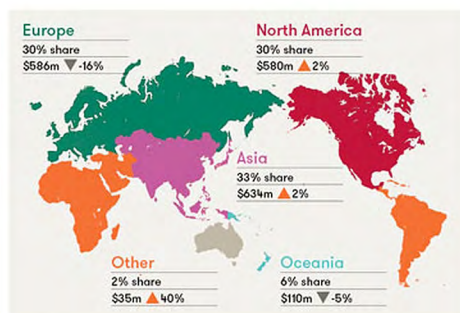 Europe
30% share
$586m ▼-16%
North America
30% share
$580m ▲2%
Asia
33% share
$634m ▲2%
Other
2% share
$35m ▲40%
Oceania
6% share
$110m ▼-5%